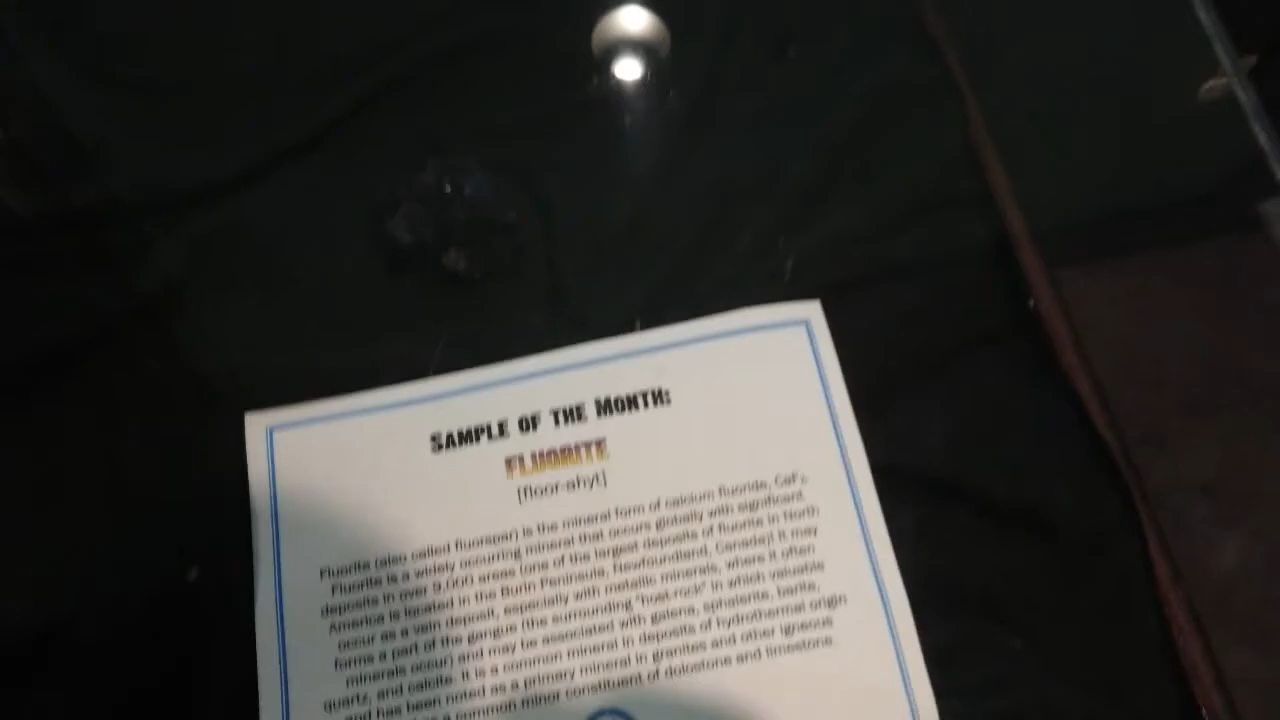 SAMPLE OF THE MONTH:
FLUORITE
[floor-ahyt]
Fluorite (also called fluorspar) is the mineral form of calcium fluoride, CaF₂.
Fluorite is a widely occurring mineral that occurs globally with significant
deposits in over 9,000 areas (one of the largest deposits of fluorite in North
America is located in the Burin Peninsula, Newfoundland, Canada)! It may
occur as a vein deposit, especially with metallic minerals, where it often
forms a part of the gangue (the surrounding "host-rock" in which valuable
minerals occur) and may be associated with galena, sphalerite, barite,
quartz, and calcite. It is a common mineral in deposits of hydrothermal origin
and has been noted as a primary mineral in granites and other igneous
as a common minor constituent of dolostone and limestone.